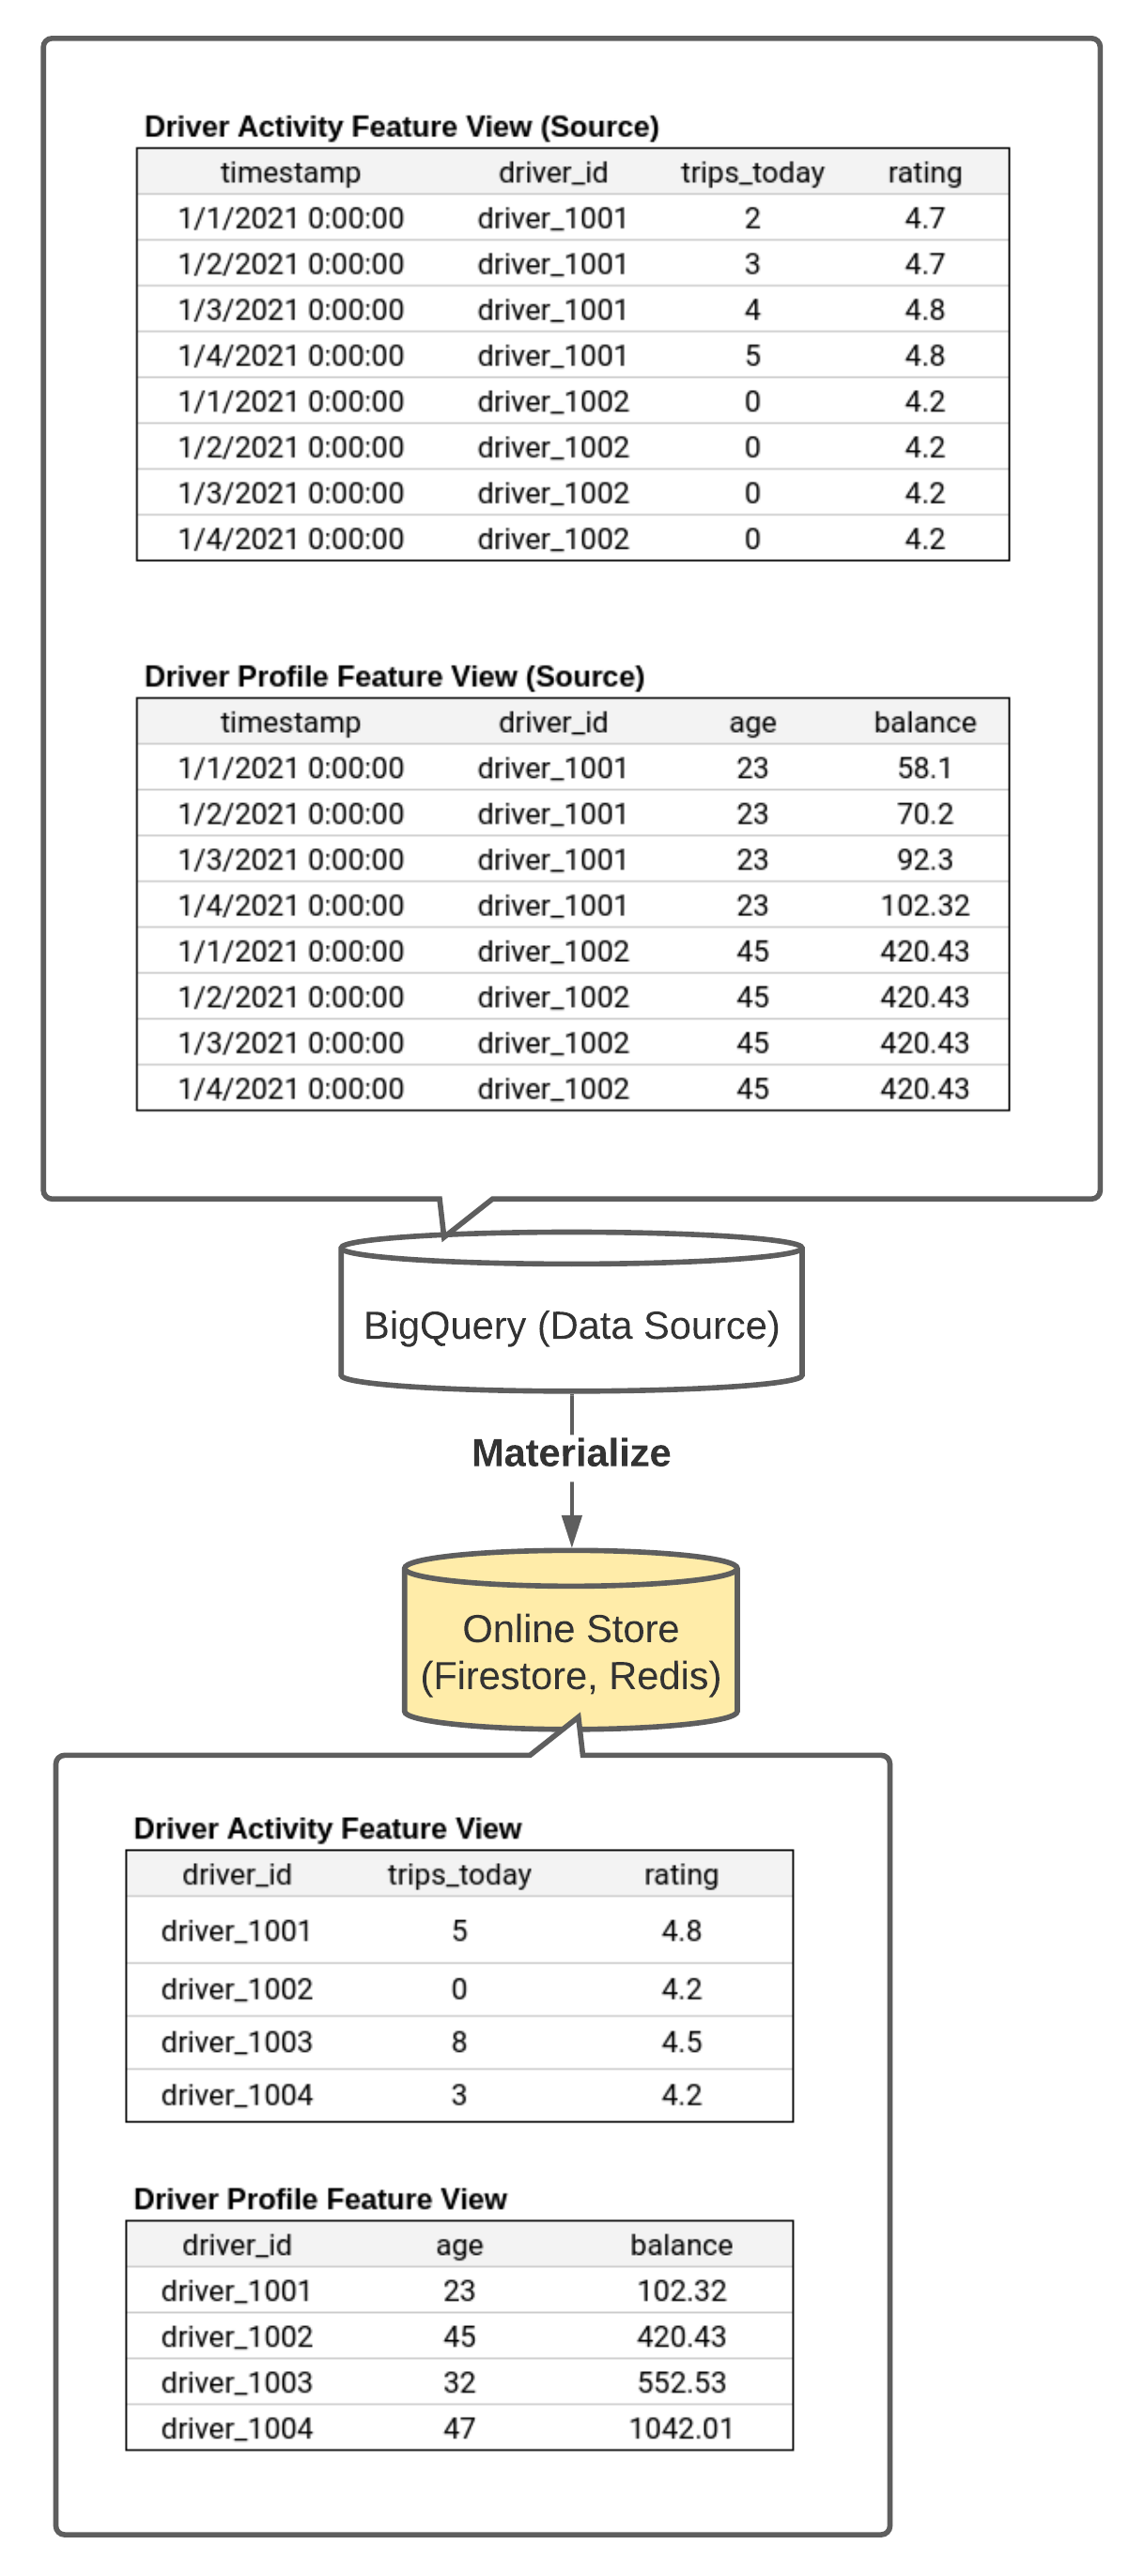 Driver Activity Feature View (Source)
timestamp driver_id trips_today rating
1/1/2021 0:00:00 driver_1001 2 4.7
1/2/2021 0:00:00 driver_1001 3 4.7
1/3/2021 0:00:00 driver_1001 4 4.8
1/4/2021 0:00:00 driver_1001 5 4.8
1/1/2021 0:00:00 driver_1002 0 4.2
1/2/2021 0:00:00 driver_1002 0 4.2
1/3/2021 0:00:00 driver_1002 0 4.2
1/4/2021 0:00:00 driver_1002 0 4.2
Driver Profile Feature View (Source)
timestamp driver_id age balance
1/1/2021 0:00:00 driver_1001 23 58.1
1/2/2021 0:00:00 driver_1001 23 70.2
1/3/2021 0:00:00 driver_1001 23 92.3
1/4/2021 0:00:00 driver_1001 23 102.32
1/1/2021 0:00:00 driver_1002 45 420.43
1/2/2021 0:00:00 driver_1002 45 420.43
1/3/2021 0:00:00 driver_1002 45 420.43
1/4/2021 0:00:00 driver_1002 45 420.43
BigQuery (Data Source)
Materialize
Online Store
(Firestore, Redis)
Driver Activity Feature View
driver_id trips_today rating
driver_1001 5 4.8
driver_1002 0 4.2
driver_1003 8 4.5
driver_1004 3 4.2
Driver Profile Feature View
driver_id age balance
driver_1001 23 102.32
driver_1002 45 420.43
driver_1003 32 552.53
driver_1004 47 1042.01